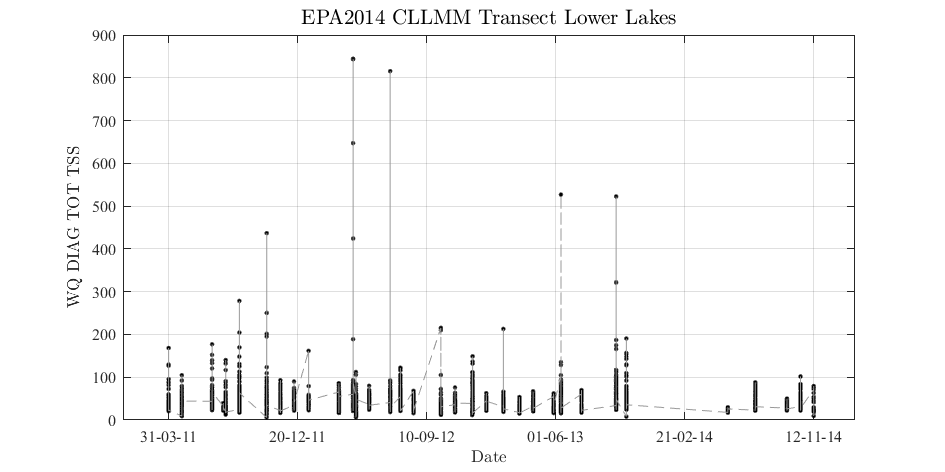 EPA2014 CLLMM Transect Lower Lakes
900
800
700
600
500
400
300
200
100
0
WQ DIAG TOT TSS
31-03-11 20-12-11 10-09-12 01-06-13 21-02-14 12-11-14
Date